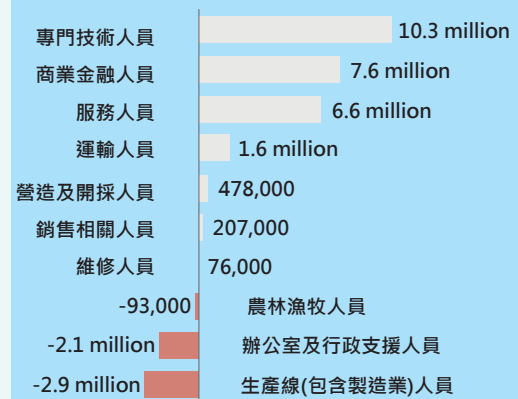 專門技術人員 10.3 million
商業金融人員 7.6 million
服務人員 6.6 million
運輸人員 1.6 million
營造及開採人員 478,000
銷售相關人員 207,000
維修人員 76,000
-93,000 農林漁牧人員
-2.1 million 辦公室及行政支援人員
-2.9 million 生產線(包含製造業)人員